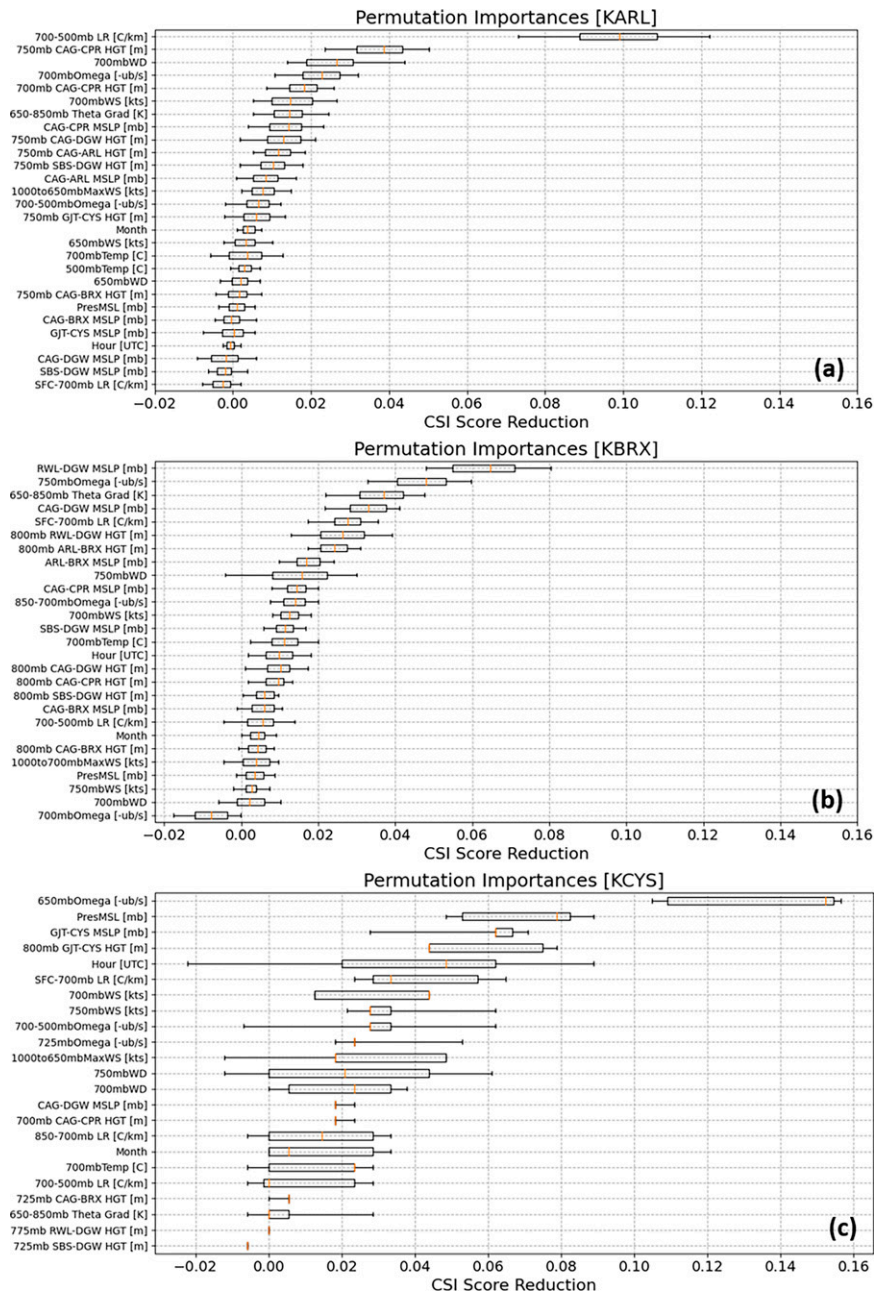 Permutation Importances [KARL]
700-500mb LR [C/km]
750mb CAG-CPR HGT [m]
700mbWD
700mbOmega [-ub/s]
700mb CAG-CPR HGT [m]
700mbWS [kts]
650-850mb Theta Grad [K]
CAG-CPR MSLP [mb]
750mb CAG-DGW HGT [m]
750mb CAG-ARL HGT [m]
750mb SBS-DGW HGT [m]
CAG-ARL MSLP [mb]
1000to650mbMaxWS [kts]
700-500mbOmega [-ub/s]
750mb GJT-CYS HGT [m]
Month
650mbWS [kts]
700mbTemp [C]
500mbTemp [C]
650mbWD
750mb CAG-BRX HGT [m]
PresMSL [mb]
CAG-BRX MSLP [mb]
GJT-CYS MSLP [mb]
Hour [UTC]
CAG-DGW MSLP [mb]
SBS-DGW MSLP [mb]
SFC-700mb LR [C/km]
(a)
−0.02 0.00 0.02 0.04 0.06 0.08 0.10 0.12 0.14 0.16
CSI Score Reduction
Permutation Importances [KBRX]
RWL-DGW MSLP [mb]
750mbOmega [-ub/s]
650-850mb Theta Grad [K]
CAG-DGW MSLP [mb]
SFC-700mb LR [C/km]
800mb RWL-DGW HGT [m]
800mb ARL-BRX HGT [m]
ARL-BRX MSLP [mb]
750mbWD
CAG-CPR MSLP [mb]
850-700mbOmega [-ub/s]
700mbWS [kts]
SBS-DGW MSLP [mb]
700mbTemp [C]
Hour [UTC]
800mb CAG-DGW HGT [m]
800mb CAG-CPR HGT [m]
800mb SBS-DGW HGT [m]
CAG-BRX MSLP [mb]
700-500mb LR [C/km]
Month
800mb CAG-BRX HGT [m]
1000to700mbMaxWS [kts]
PresMSL [mb]
750mbWS [kts]
700mbWD
700mbOmega [-ub/s]
(b)
−0.02 0.00 0.02 0.04 0.06 0.08 0.10 0.12 0.14 0.16
CSI Score Reduction
Permutation Importances [KCYS]
650mbOmega [-ub/s]
PresMSL [mb]
GJT-CYS MSLP [mb]
800mb GJT-CYS HGT [m]
Hour [UTC]
SFC-700mb LR [C/km]
700mbWS [kts]
750mbWS [kts]
700-500mbOmega [-ub/s]
725mbOmega [-ub/s]
1000to650mbMaxWS [kts]
750mbWD
700mbWD
CAG-DGW MSLP [mb]
700mb CAG-CPR HGT [m]
850-700mb LR [C/km]
Month
700mbTemp [C]
700-500mb LR [C/km]
725mb CAG-BRX HGT [m]
650-850mb Theta Grad [K]
775mb RWL-DGW HGT [m]
725mb SBS-DGW HGT [m]
(c)
−0.02 0.00 0.02 0.04 0.06 0.08 0.10 0.12 0.14 0.16
CSI Score Reduction